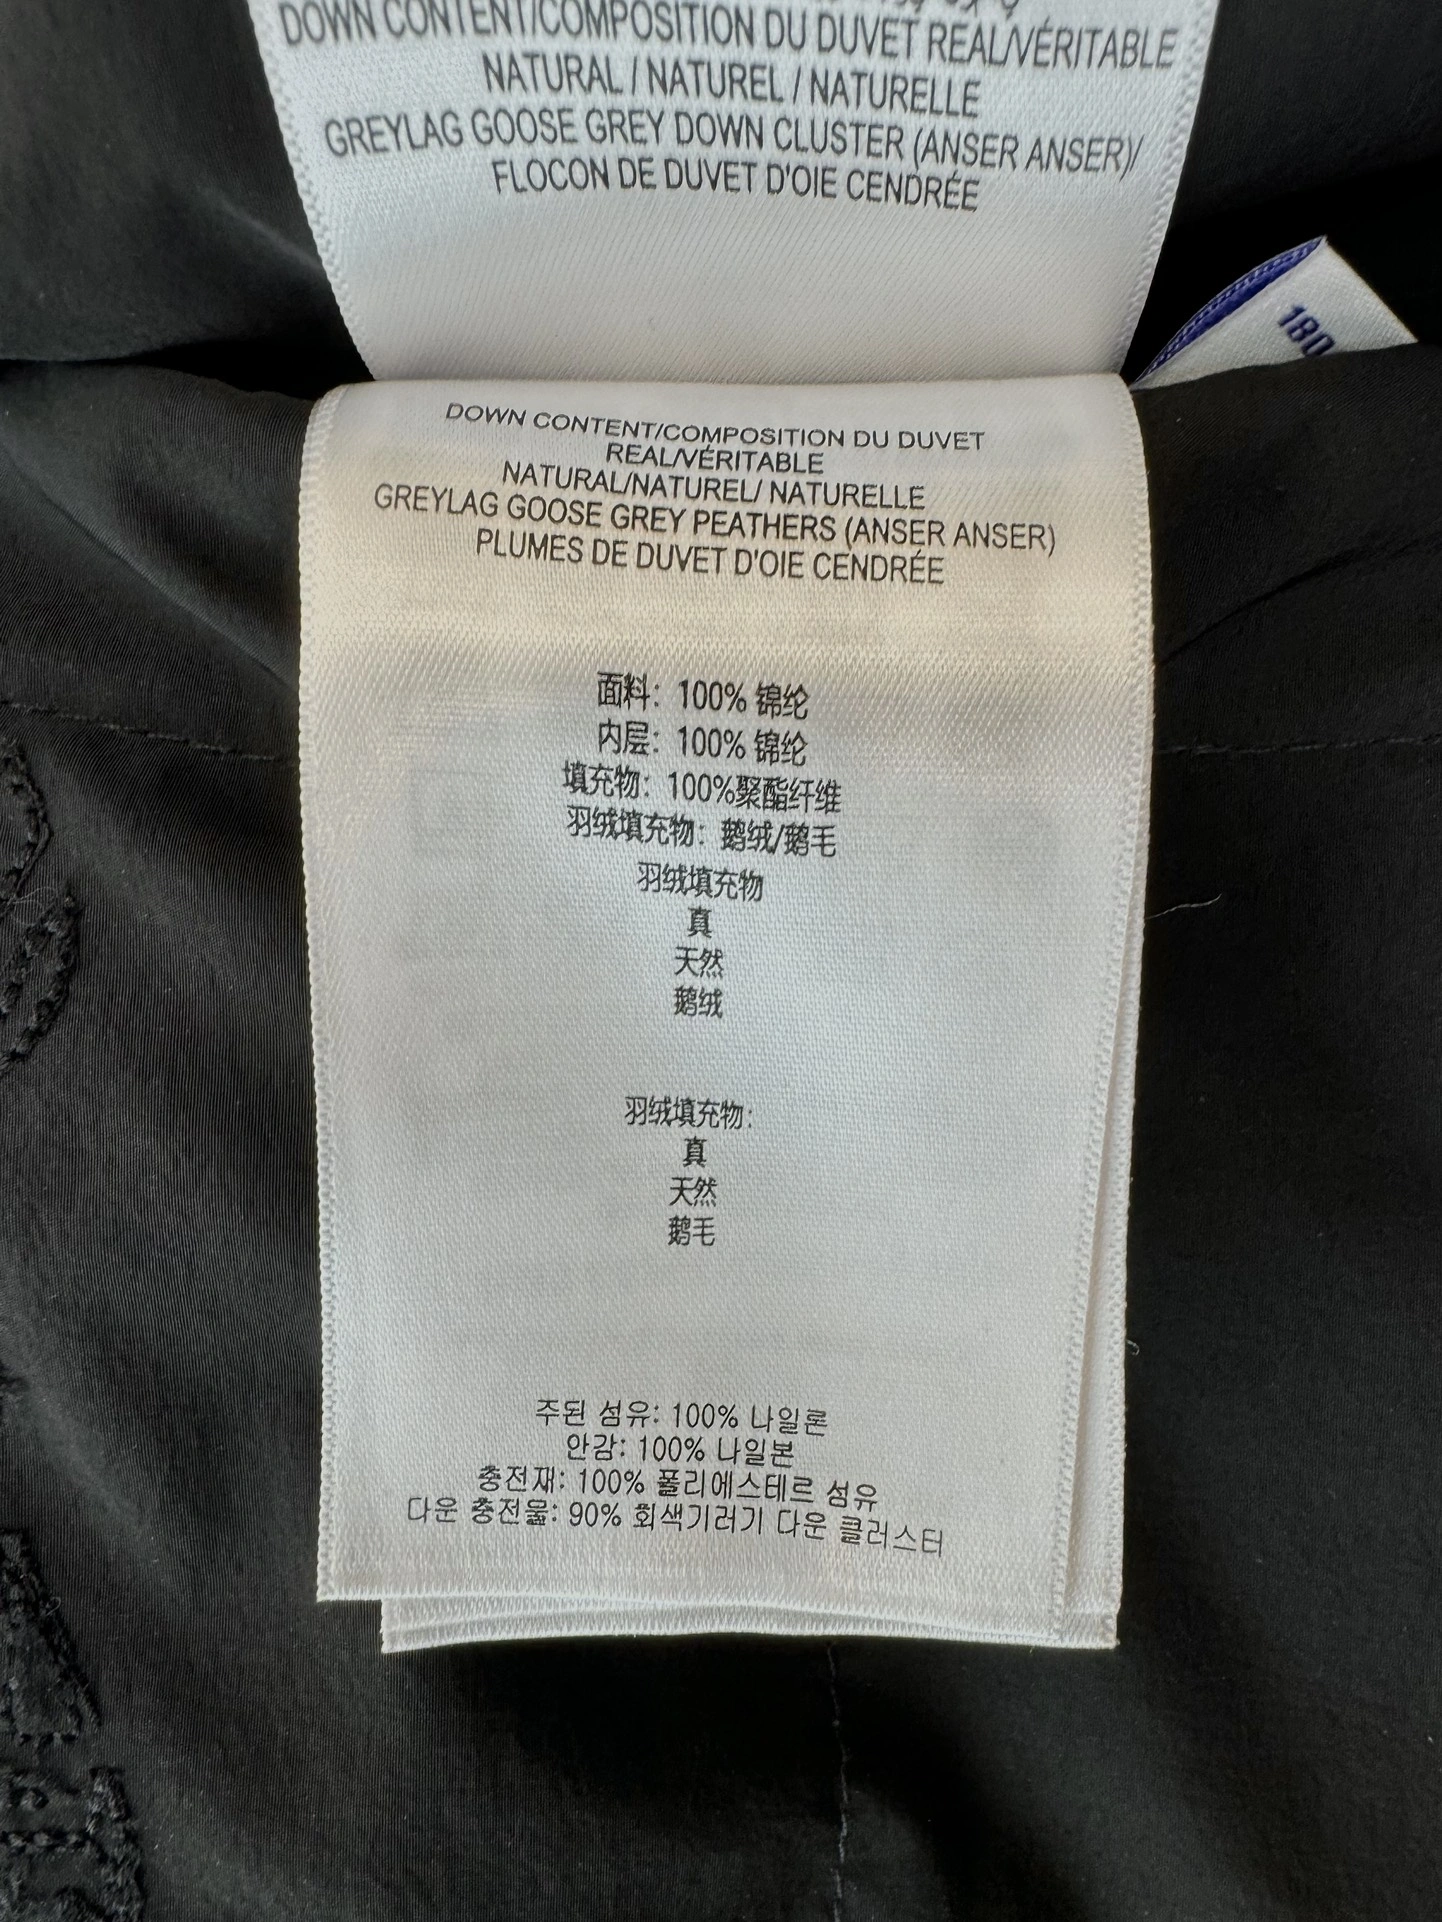 DOWN CONTENT/COMPOSITION DU DUVET REAL/VÉRITABLE
NATURAL / NATUREL / NATURELLE
GREYLAG GOOSE GREY DOWN CLUSTER (ANSER ANSER)/
FLOCON DE DUVET D'OIE CENDRÉE
180
DOWN CONTENT/COMPOSITION DU DUVET
REAL/VÉRITABLE
NATURAL/NATUREL/ NATURELLE
GREYLAG GOOSE GREY PEATHERS (ANSER ANSER)
PLUMES DE DUVET D'OIE CENDRÉE
面料: 100% 锦纶
内层: 100% 锦纶
填充物: 100%聚酯纤维
羽绒填充物: 鹅绒/鹅毛
羽绒填充物
真
天然
鹅绒
羽绒填充物:
真
天然
鹅毛
주된 섬유: 100% 나일론
안감: 100% 나일본
충전재: 100% 폴리에스테르 섬유
다운 충전물: 90% 회색기러기 다운 클러스터